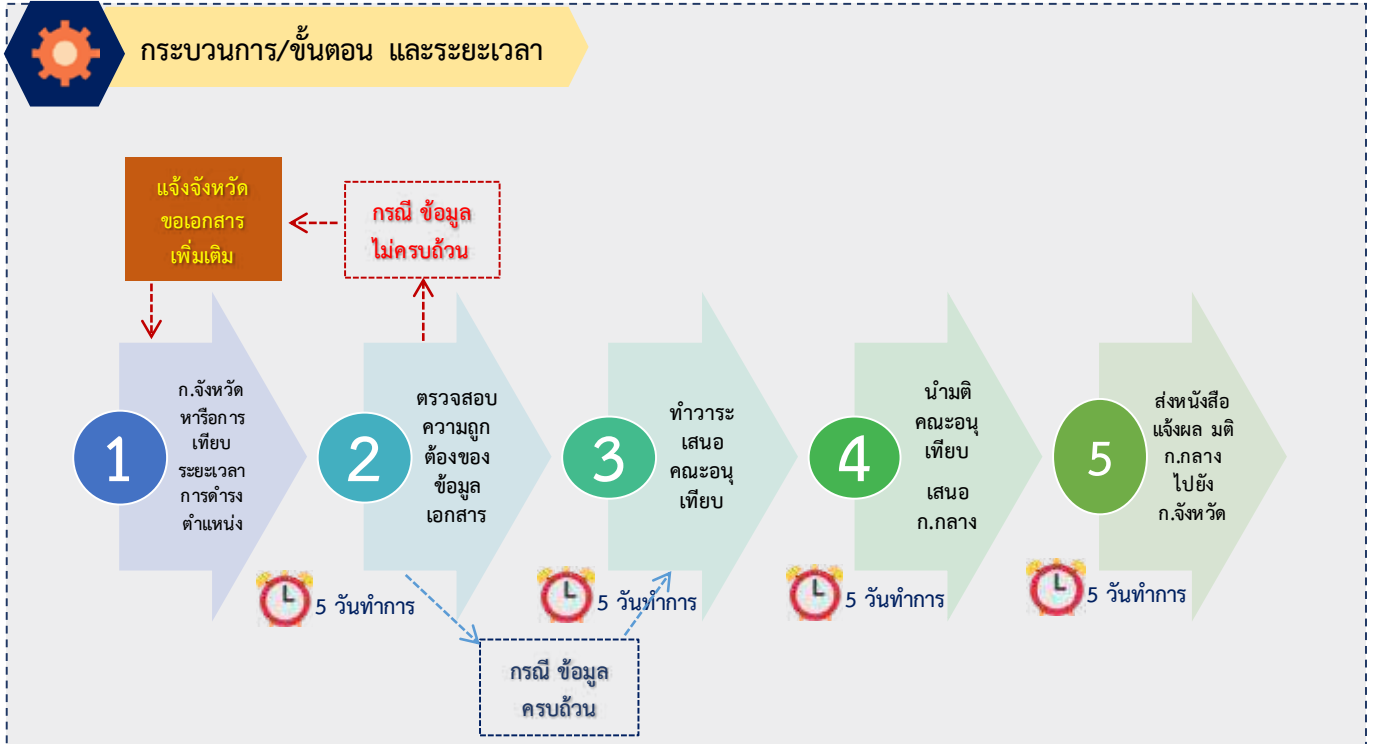 กระบวนการ/ขั้นตอน และระยะเวลา
แจ้งจังหวัด
ขอเอกสาร
เพิ่มเติม
กรณี ข้อมูล
ไม่ครบถ้วน
1
ก.จังหวัด
หารือการ
เทียบ
ระยะเวลา
การดำรง
ตำแหน่ง
2
ตรวจสอบ
ความถูก
ต้องของ
ข้อมูล
เอกสาร
3
ทำวาระ
เสนอ
คณะอนุ
เทียบ
4
นำมติ
คณะอนุ
เทียบ
เสนอ
ก.กลาง
5
ส่งหนังสือ
แจ้งผล มติ
ก.กลาง
ไปยัง
ก.จังหวัด
5 วันทำการ
5 วันทำการ
5 วันทำการ
5 วันทำการ
กรณี ข้อมูล
ครบถ้วน